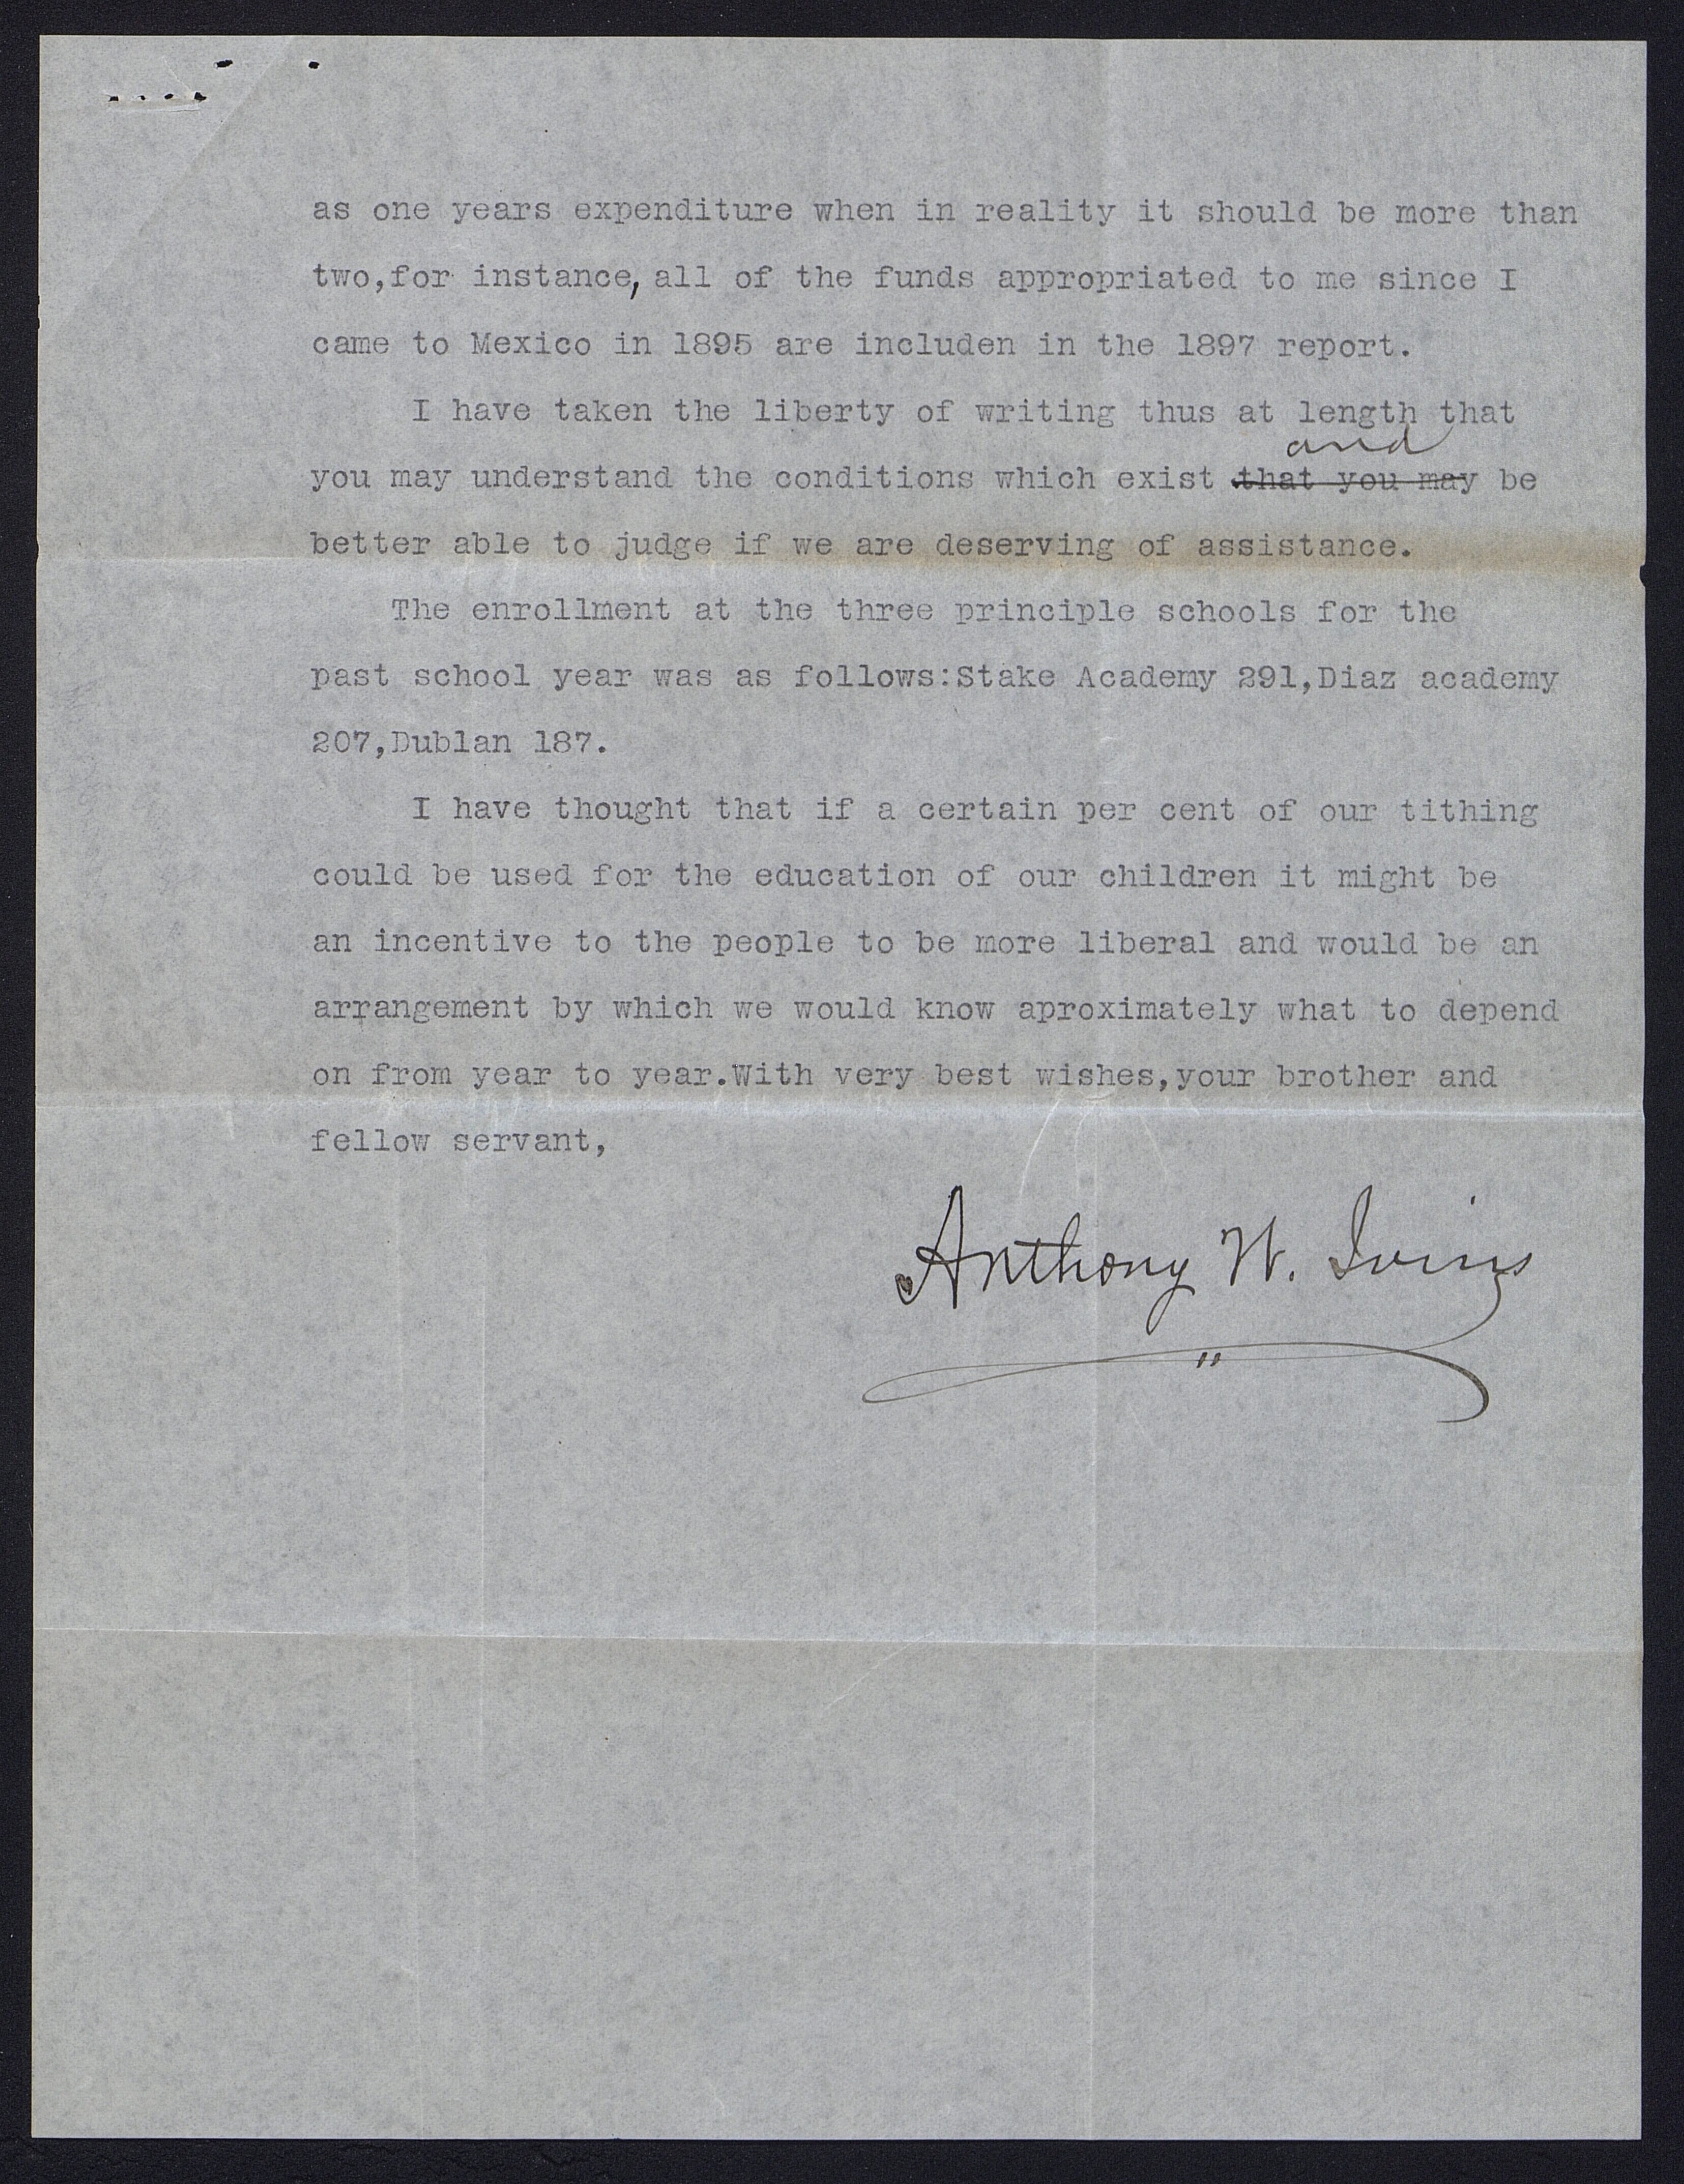 as one years expenditure when in reality it should be more than
two,for instance, all of the funds appropriated to me since I
came to Mexico in 1895 are includen in the 1897 report.
I have taken the liberty of writing thus at length that
and
you may understand the conditions which exist that you may be
better able to judge if we are deserving of assistance.
The enrollment at the three principle schools for the
past school year was as follows:Stake Academy 291,Diaz academy
207,Dublan 187.
I have thought that if a certain per cent of our tithing
could be used for the education of our children it might be
an incentive to the people to be more liberal and would be an
arrangement by which we would know aproximately what to depend
on from year to year.With very best wishes,your brother and
fellow servant,
Anthony W. Ivins